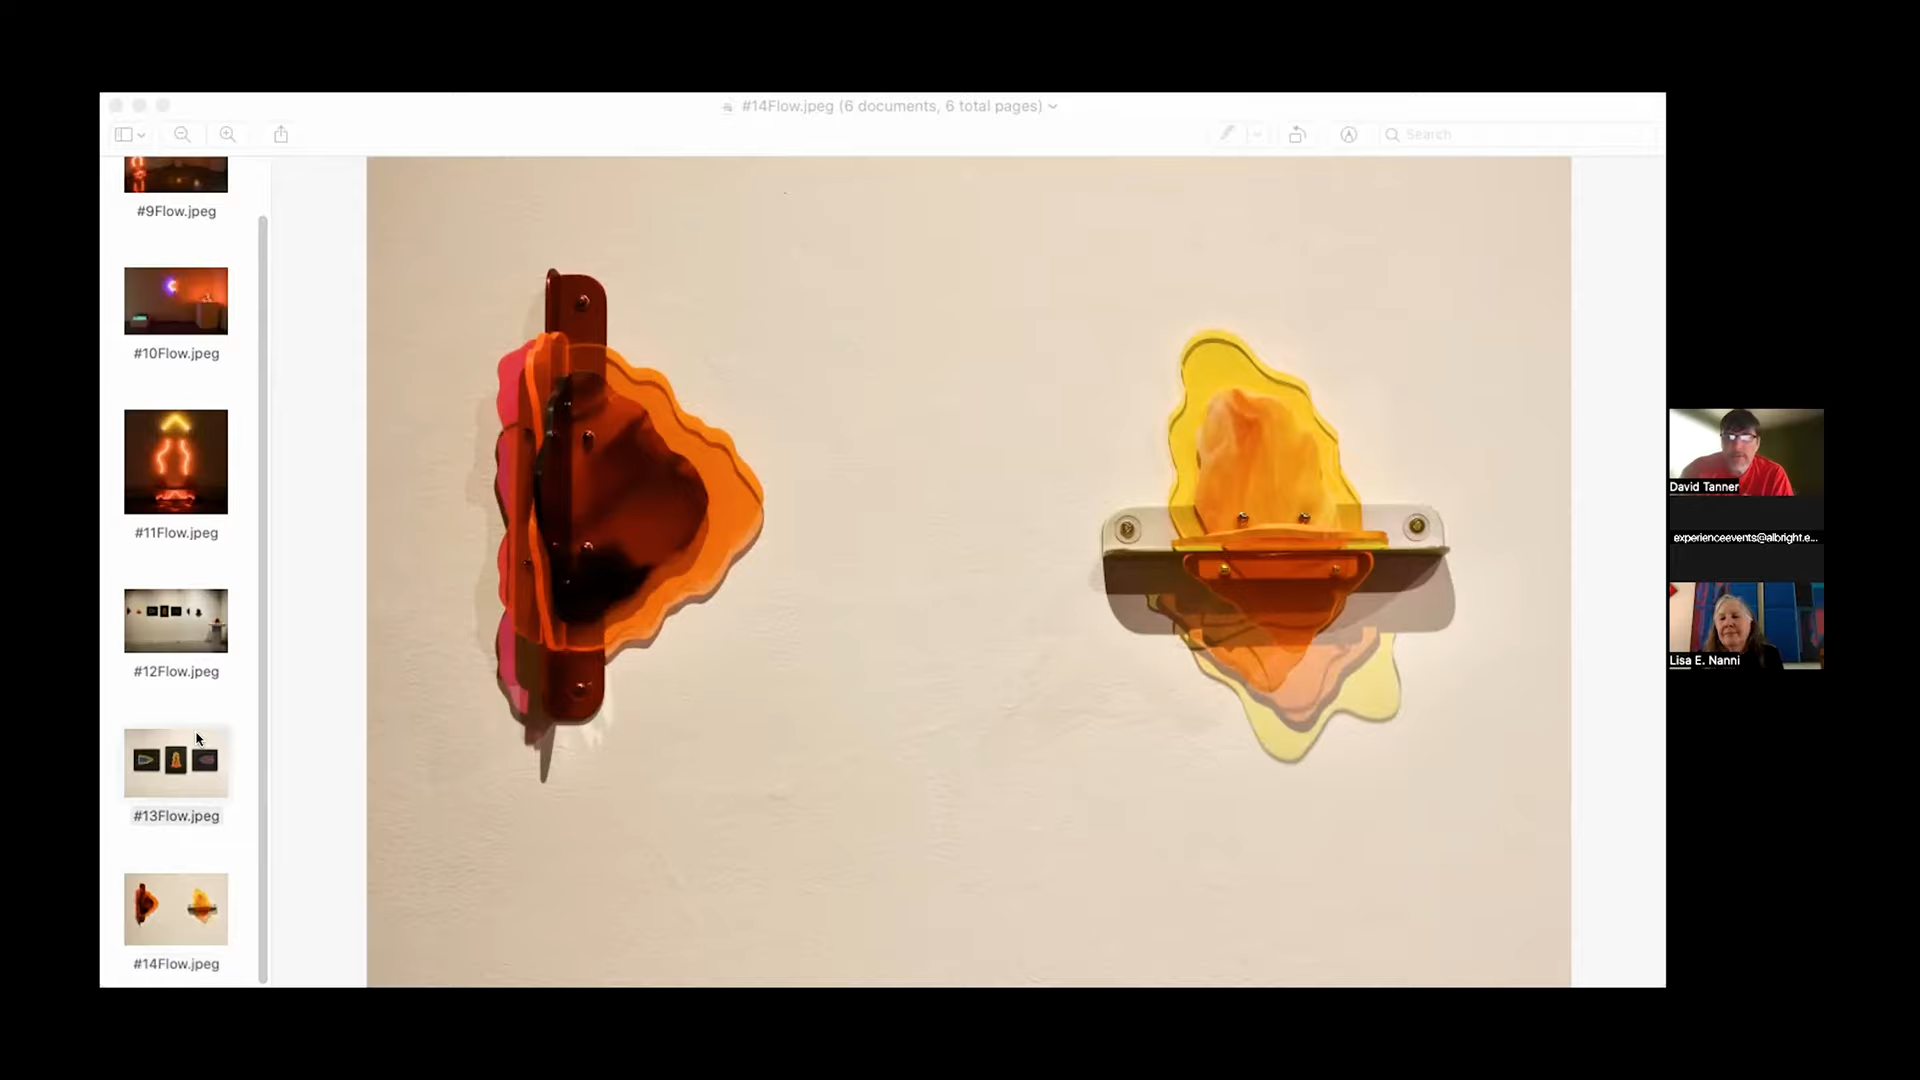 #14Flow.jpeg (6 documents, 6 total pages)
Search
#9Flow.jpeg
#10Flow.jpeg
#11Flow.jpeg
#12Flow.jpeg
#13Flow.jpeg
#14Flow.jpeg
David Tanner
experienceevents@albright.e...
Lisa E. Nanni